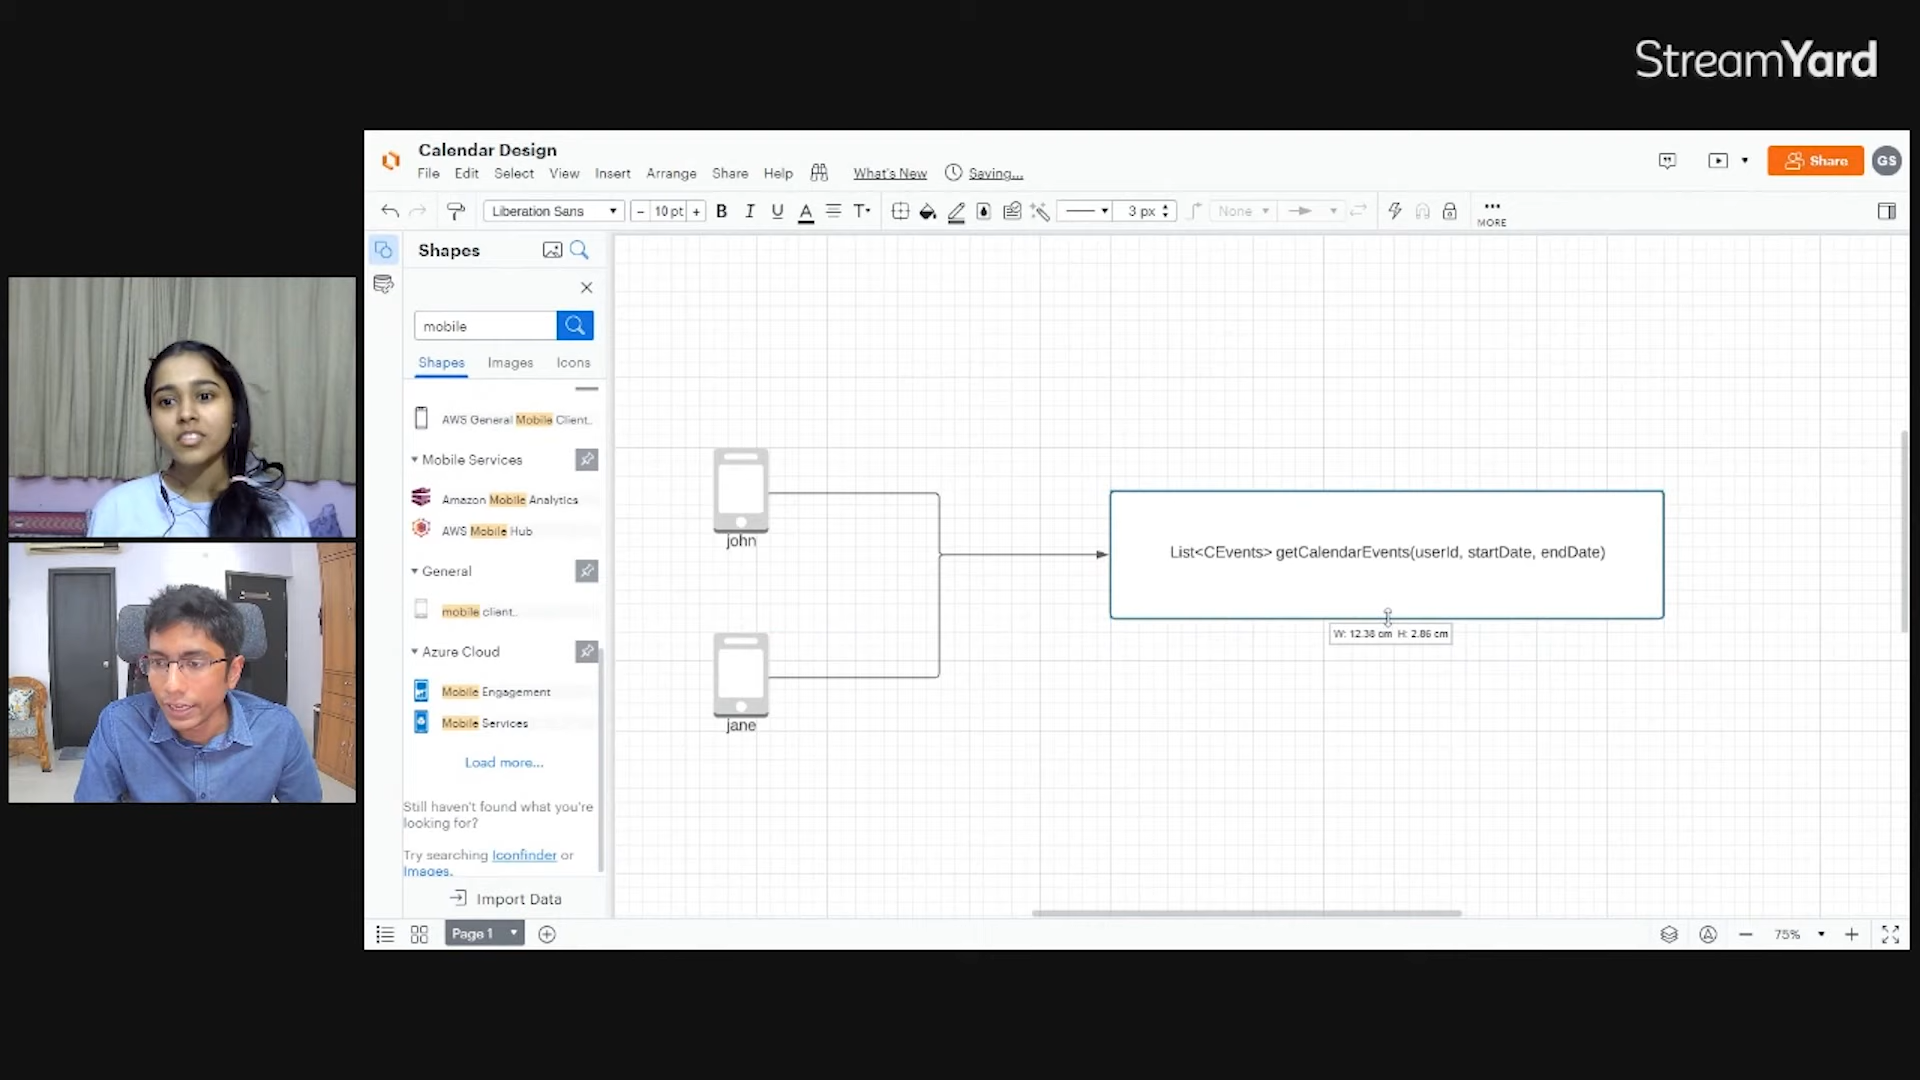 StreamYard
Calendar Design
File Edit Select View Insert Arrange Share Help What's New Saving...
Share
GS
Liberation Sans
− 10 pt +
B I U A T
3 px
None
MORE
Shapes
mobile
Shapes Images Icons
AWS General Mobile Client..
Mobile Services
Amazon Mobile Analytics
AWS Mobile Hub
General
mobile client..
Azure Cloud
Mobile Engagement
Mobile Services
Load more...
Still haven't found what you're
looking for?
Try searching Iconfinder or
Images.
Import Data
john
jane
List<CEvents> getCalendarEvents(userId, startDate, endDate)
W: 12.38 cm H: 2.86 cm
Page 1
75%